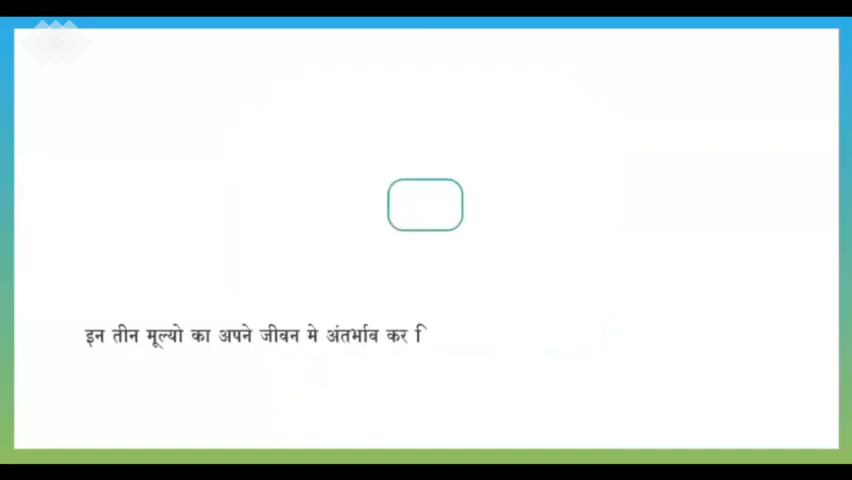 इन तीन मूल्यो का अपने जीवन मे अंतर्भाव कर ि